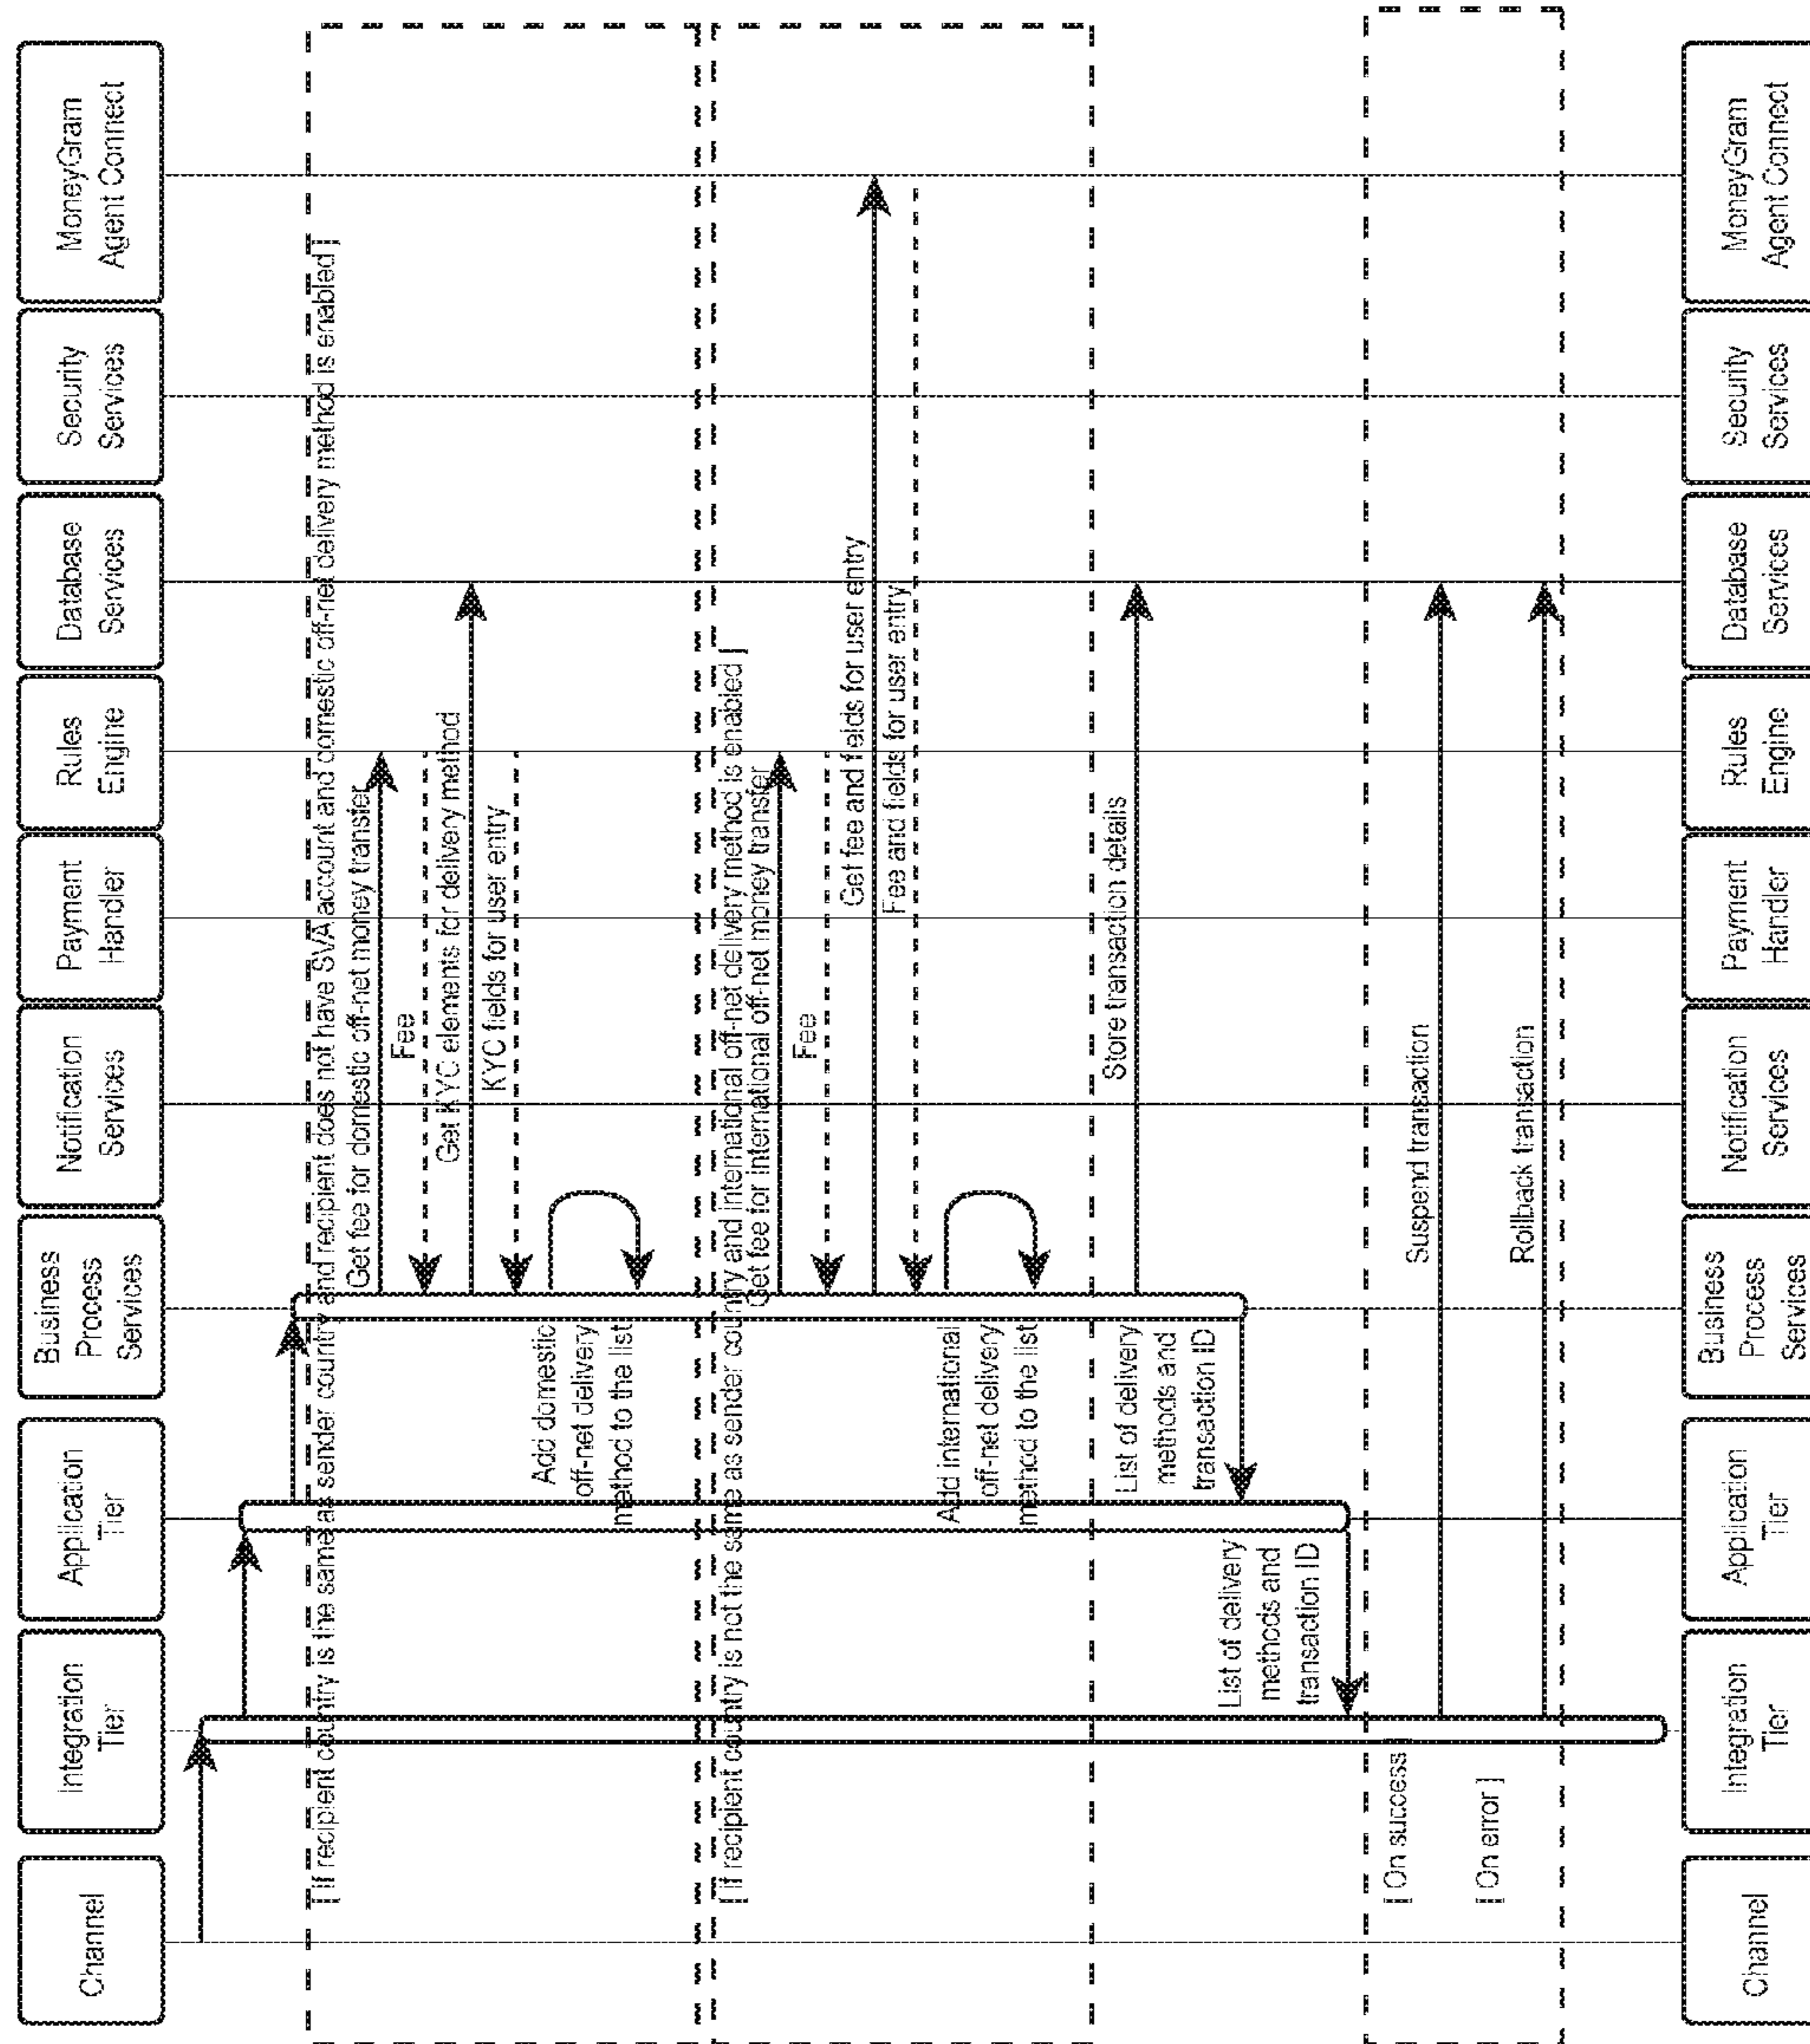 Channel
Integration
Tier
Application
Tier
Business
Process
Services
Notification
Services
Payment
Handler
Rules
Engine
Database
Services
Security
Services
MoneyGram
Agent Connect
[ If recipient country is the same as sender country and recipient does not have SVA account and domestic off-net delivery method is enabled ]
Get fee for domestic off-net money transfer
Fee
Get KYC elements for delivery method
KYC fields for user entry
Add domestic
off-net delivery
method to the list
[ If recipient country is not the same as sender country and international off-net delivery method is enabled ]
Get fee for international off-net money transfer
Fee
Get fee and fields for user entry
Fee and fields for user entry
Add international
off-net delivery
method to the list
Store transaction details
List of delivery
methods and
transaction ID
List of delivery
methods and
transaction ID
[ On success
Suspend transaction
[ On error ]
Rollback transaction
Channel
Integration
Tier
Application
Tier
Business
Process
Services
Notification
Services
Payment
Handler
Rules
Engine
Database
Services
Security
Services
MoneyGram
Agent Connect